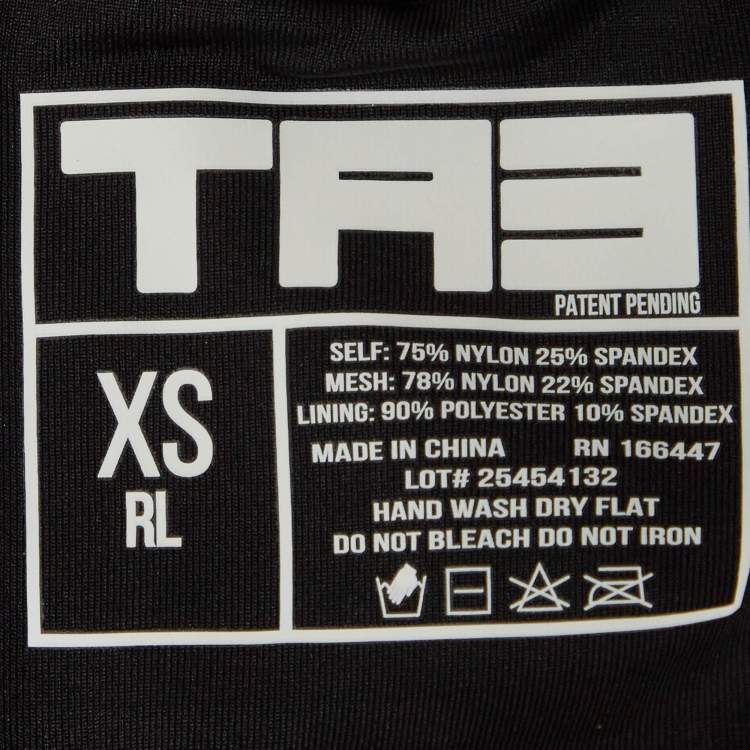 TA3
PATENT PENDING
XS
RL
SELF: 75% NYLON 25% SPANDEX
MESH: 78% NYLON 22% SPANDEX
LINING: 90% POLYESTER 10% SPANDEX
MADE IN CHINA RN 166447
LOT# 25454132
HAND WASH DRY FLAT
DO NOT BLEACH DO NOT IRON